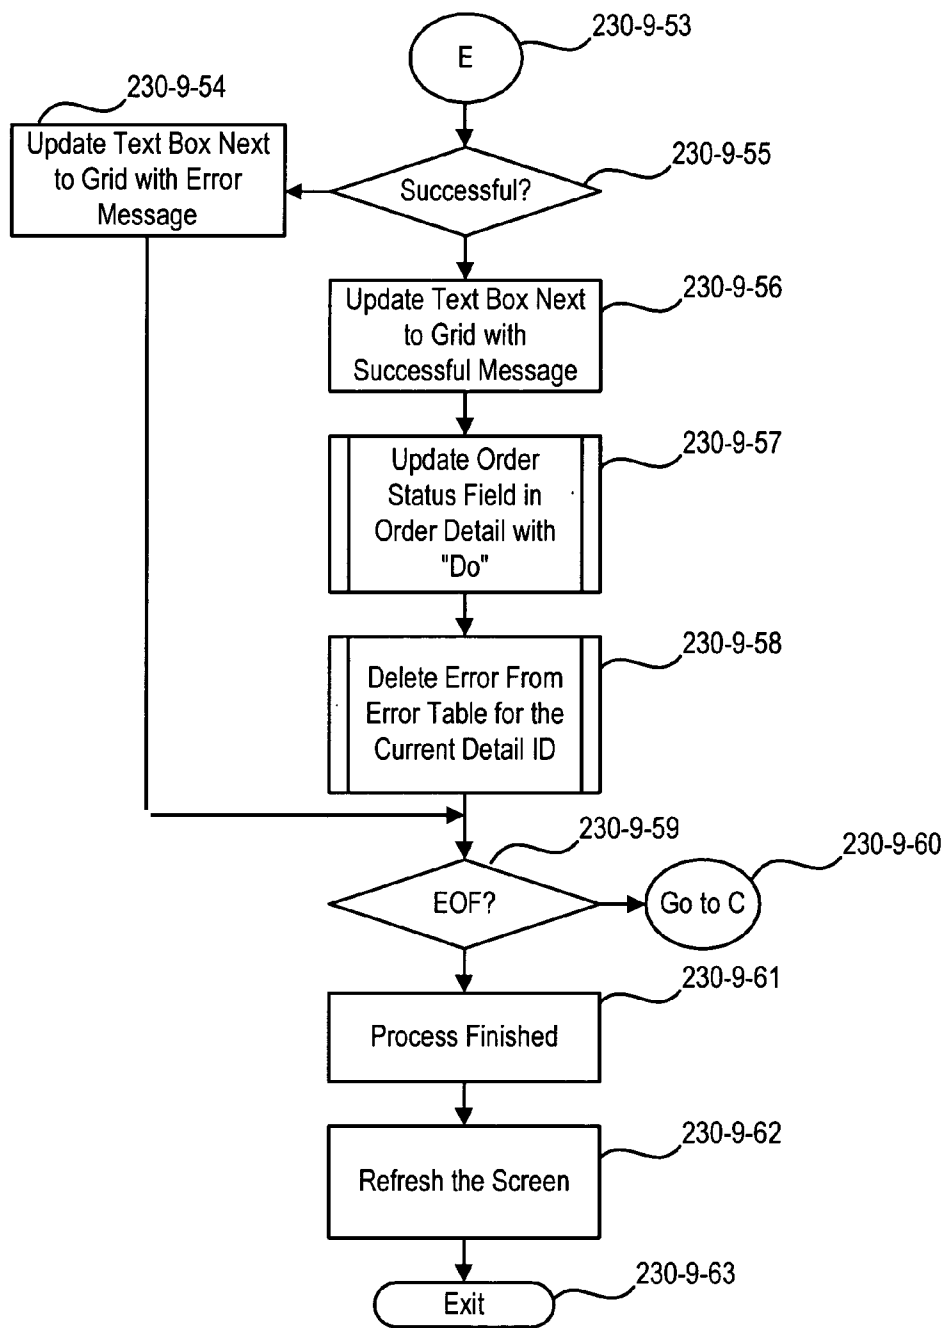 E
230-9-53
230-9-54
Update Text Box Next
to Grid with Error
Message
Successful?
230-9-55
Update Text Box Next
to Grid with
Successful Message
230-9-56
Update Order
Status Field in
Order Detail with
"Do"
230-9-57
Delete Error From
Error Table for the
Current Detail ID
230-9-58
EOF?
230-9-59
Go to C
230-9-60
Process Finished
230-9-61
Refresh the Screen
230-9-62
Exit
230-9-63